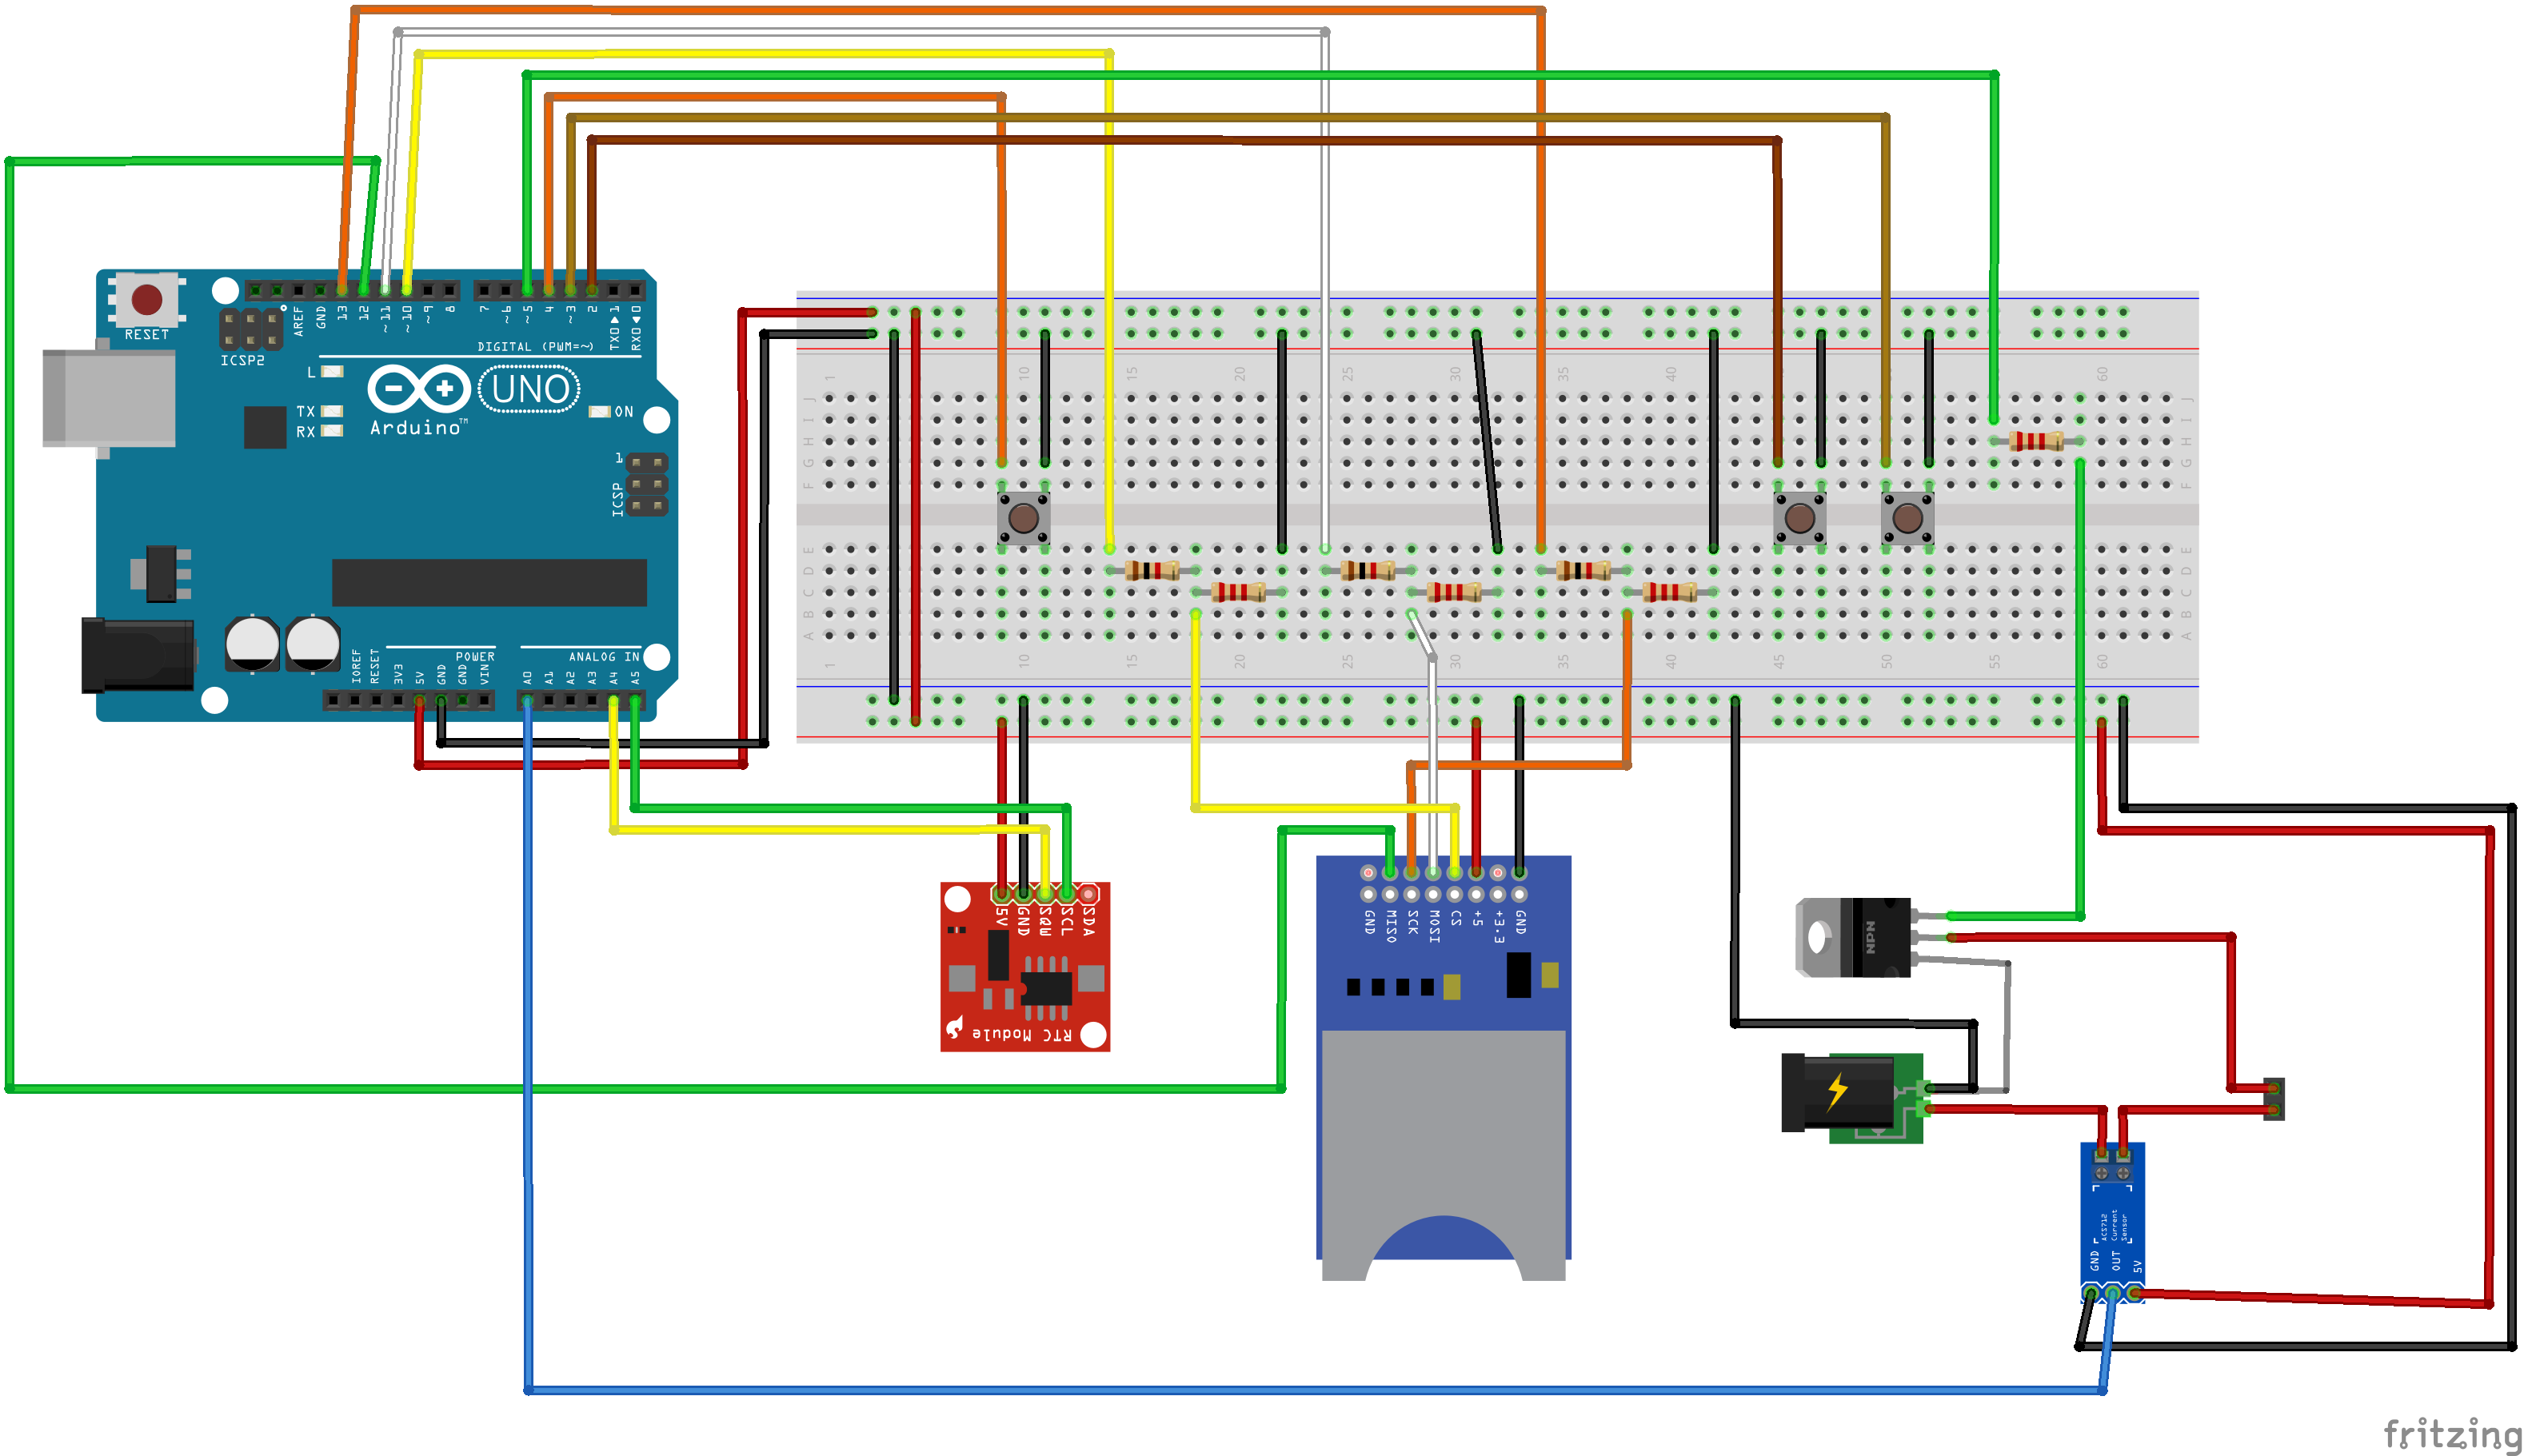 RESET
ICSP2
AREF
GND
13
12
~11
~10
~9
8
7
~6
~5
4
~3
2
TX0 1
RX0 0
DIGITAL (PWM=~)
L
TX
RX
UNO
ON
Arduino™
1
ICSP
POWER
ANALOG IN
IOREF
RESET
3V3
5V
GND
GND
VIN
A0
A1
A2
A3
A4
A5
1
10
15
20
25
30
35
40
60
J
I
H
G
F
J
I
H
G
F
E
D
C
B
A
E
D
C
B
A
1
10
15
20
25
30
35
40
45
50
55
60
5V
GND
SQW
SCL
SDA
RTC Module
GND
MISO
SCK
MOSI
CS
+5
+3.3
GND
NPN
ACS712
Current
Sensor
GND
OUT
5V
fritzing